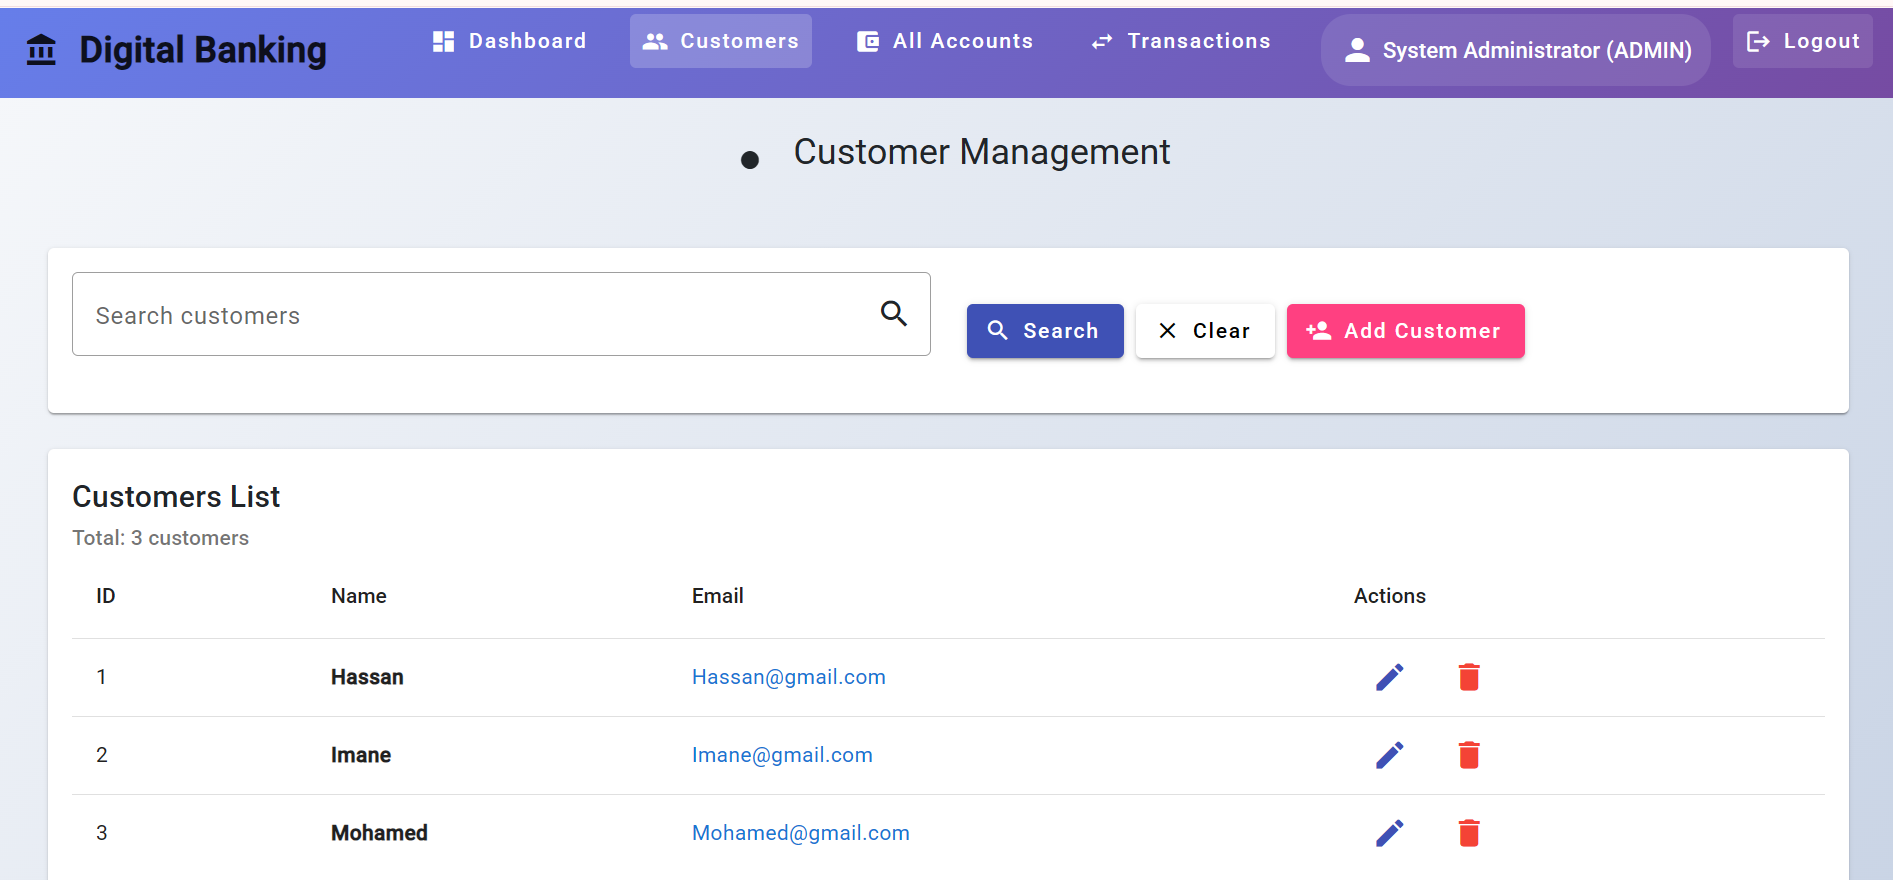 Digital Banking
Dashboard
Customers
All Accounts
Transactions
System Administrator (ADMIN)
Logout
Customer Management
Search customers
Search
Clear
Add Customer
Customers List
Total: 3 customers
ID Name Email Actions
1 Hassan Hassan@gmail.com
2 Imane Imane@gmail.com
3 Mohamed Mohamed@gmail.com